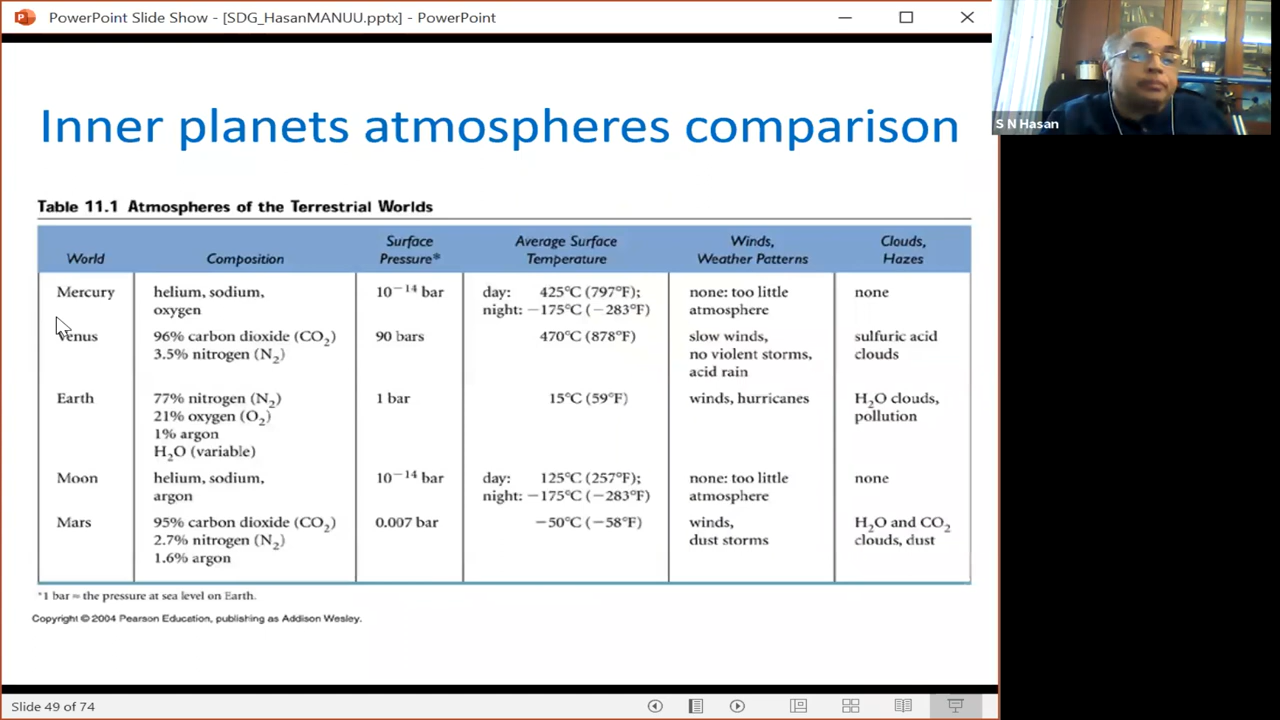 PowerPoint Slide Show - [SDG_HasanMANUU.pptx] - PowerPoint
S N Hasan
Inner planets atmospheres comparison
Table 11.1 Atmospheres of the Terrestrial Worlds
World
Composition
Surface
Pressure*
Average Surface
Temperature
Winds,
Weather Patterns
Clouds,
Hazes
Mercury
helium, sodium,
oxygen
10⁻¹⁴ bar
day: 425°C (797°F);
night: −175°C (−283°F)
none: too little
atmosphere
none
Venus
96% carbon dioxide (CO₂)
3.5% nitrogen (N₂)
90 bars
470°C (878°F)
slow winds,
no violent storms,
acid rain
sulfuric acid
clouds
Earth
77% nitrogen (N₂)
21% oxygen (O₂)
1% argon
H₂O (variable)
1 bar
15°C (59°F)
winds, hurricanes
H₂O clouds,
pollution
Moon
helium, sodium,
argon
10⁻¹⁴ bar
day: 125°C (257°F);
night: −175°C (−283°F)
none: too little
atmosphere
none
Mars
95% carbon dioxide (CO₂)
2.7% nitrogen (N₂)
1.6% argon
0.007 bar
−50°C (−58°F)
winds,
dust storms
H₂O and CO₂
clouds, dust
*1 bar ≈ the pressure at sea level on Earth.
Copyright © 2004 Pearson Education, publishing as Addison Wesley.
Slide 49 of 74